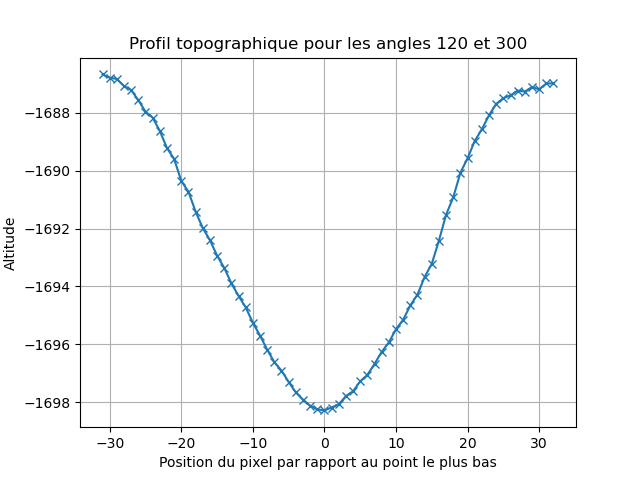 Profil topographique pour les angles 120 et 300
Altitude
−1688
−1690
−1692
−1694
−1696
−1698
−30 −20 −10 0 10 20 30
Position du pixel par rapport au point le plus bas